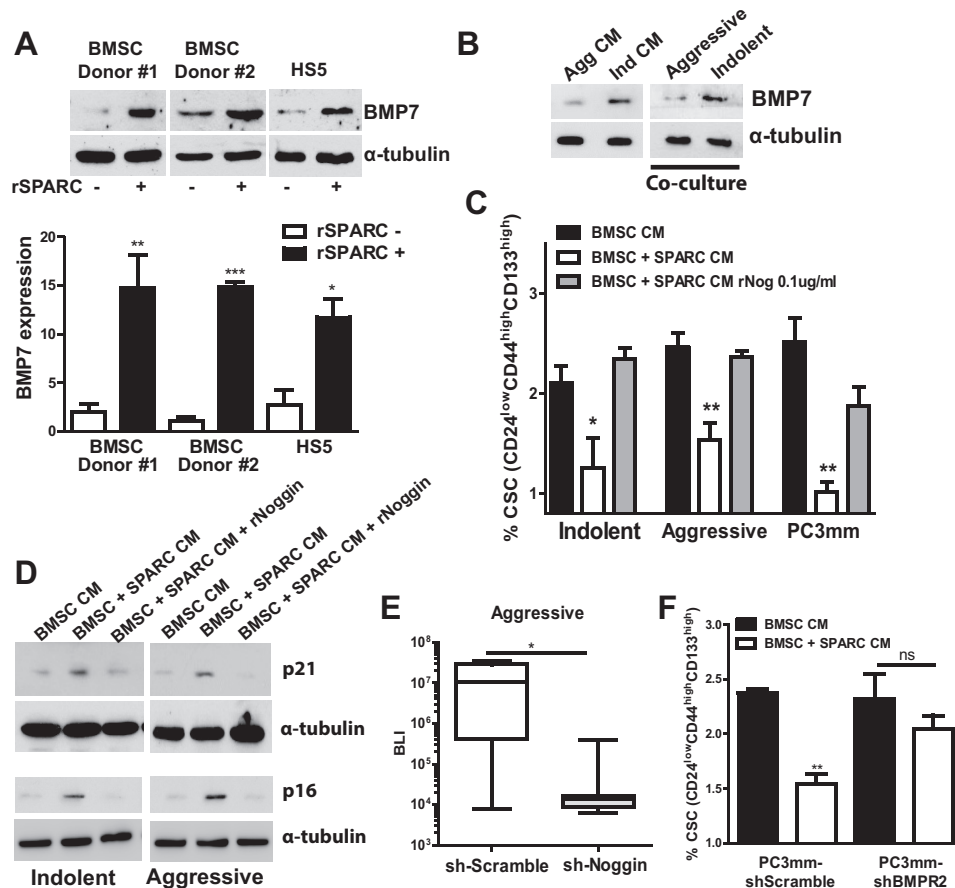 A
BMSC
Donor #1
BMSC
Donor #2
HS5
BMP7
α-tubulin
rSPARC - + - + - +
rSPARC -
rSPARC +
BMP7 expression
20
15
10
5
0
** *** *
BMSC
Donor #1
BMSC
Donor #2
HS5
B
Agg CM
Ind CM
Aggressive
Indolent
BMP7
α-tubulin
Co-culture
C
BMSC CM
BMSC + SPARC CM
BMSC + SPARC CM rNog 0.1ug/ml
% CSC (CD24lowCD44highCD133high)
3
2
1
* ** **
Indolent Aggressive PC3mm
D
BMSC CM
BMSC + SPARC CM
BMSC + SPARC CM + rNoggin
BMSC CM
BMSC + SPARC CM
BMSC + SPARC CM + rNoggin
p21
α-tubulin
p16
α-tubulin
Indolent Aggressive
E
Aggressive
*
BLI
10⁸
10⁷
10⁶
10⁵
10⁴
10³
sh-Scramble sh-Noggin
F
BMSC CM
BMSC + SPARC CM
% CSC (CD24lowCD44highCD133high)
3.0
2.5
2.0
1.5
1.0
** ns
PC3mm-
shScramble
PC3mm-
shBMPR2